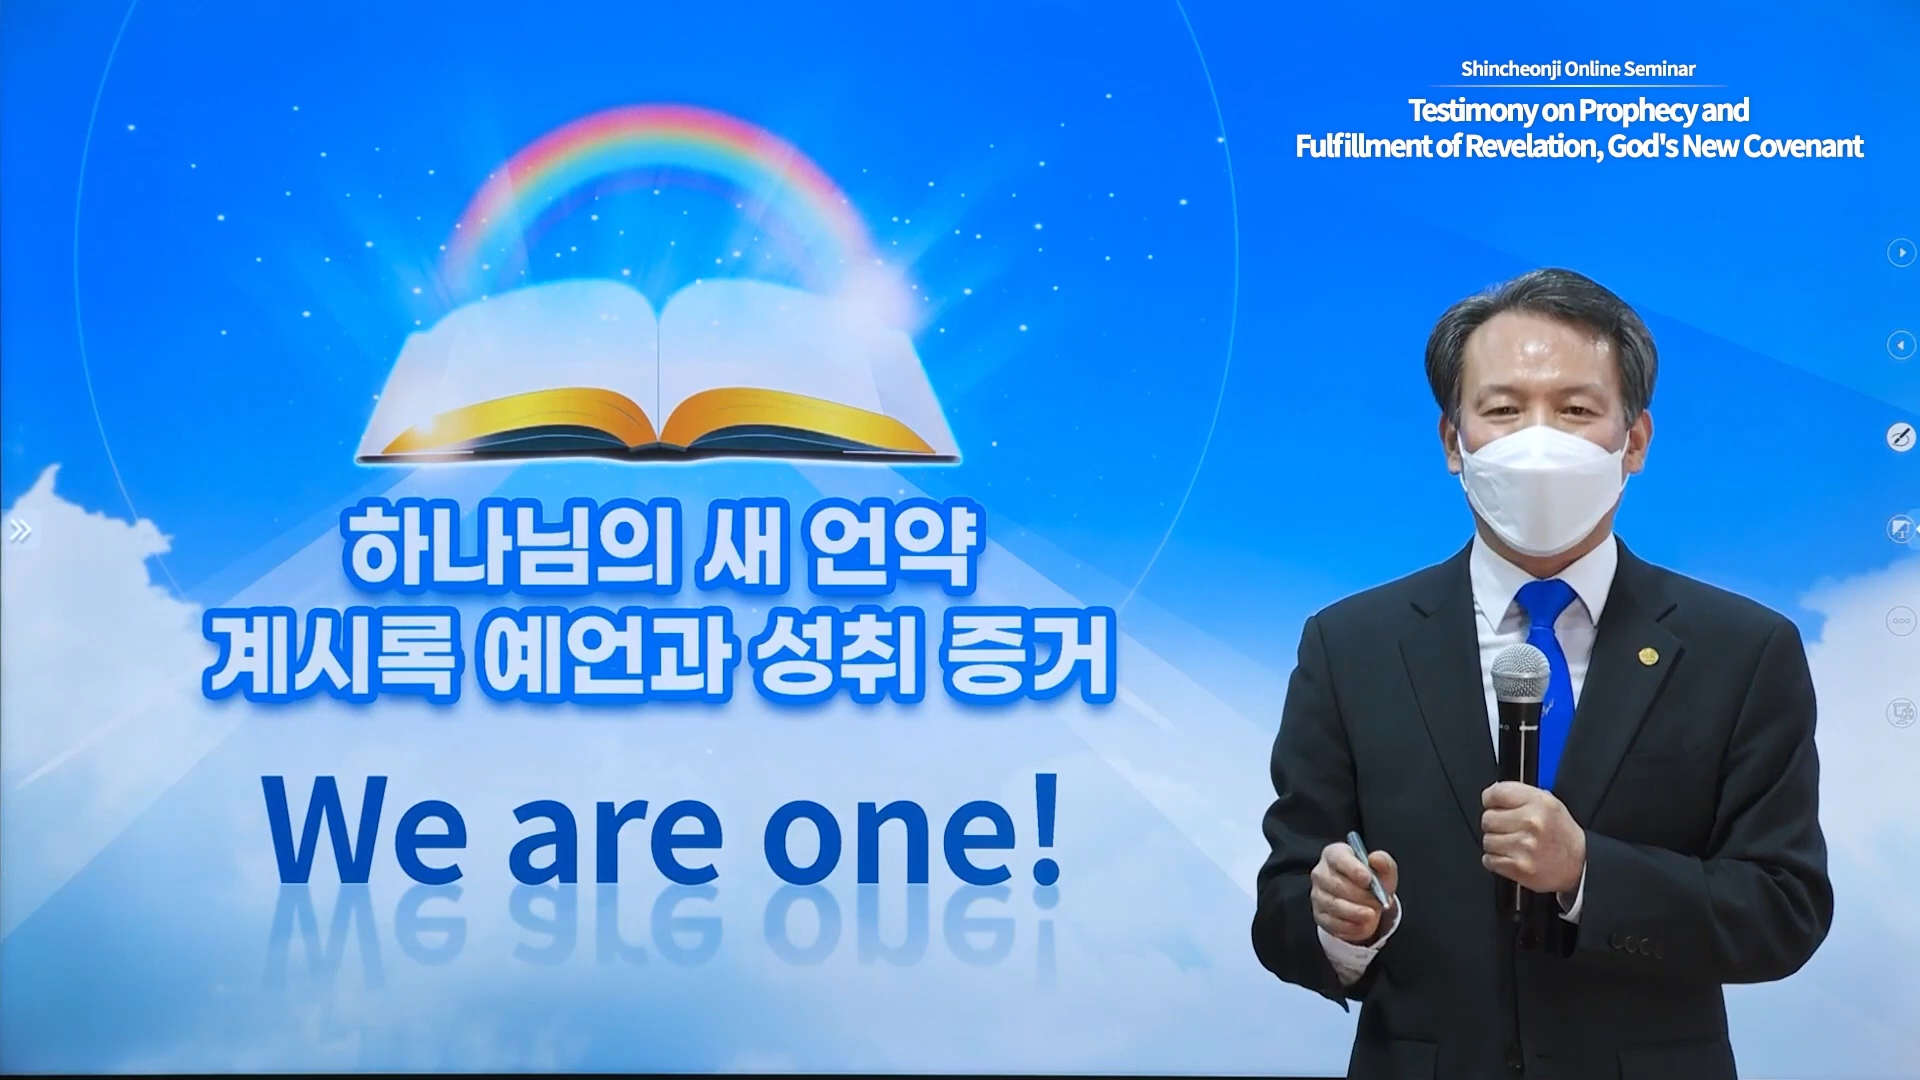 Shincheonji Online Seminar
Testimony on Prophecy and
Fulfillment of Revelation, God's New Covenant
하나님의 새 언약
계시록 예언과 성취 증거
We are one!